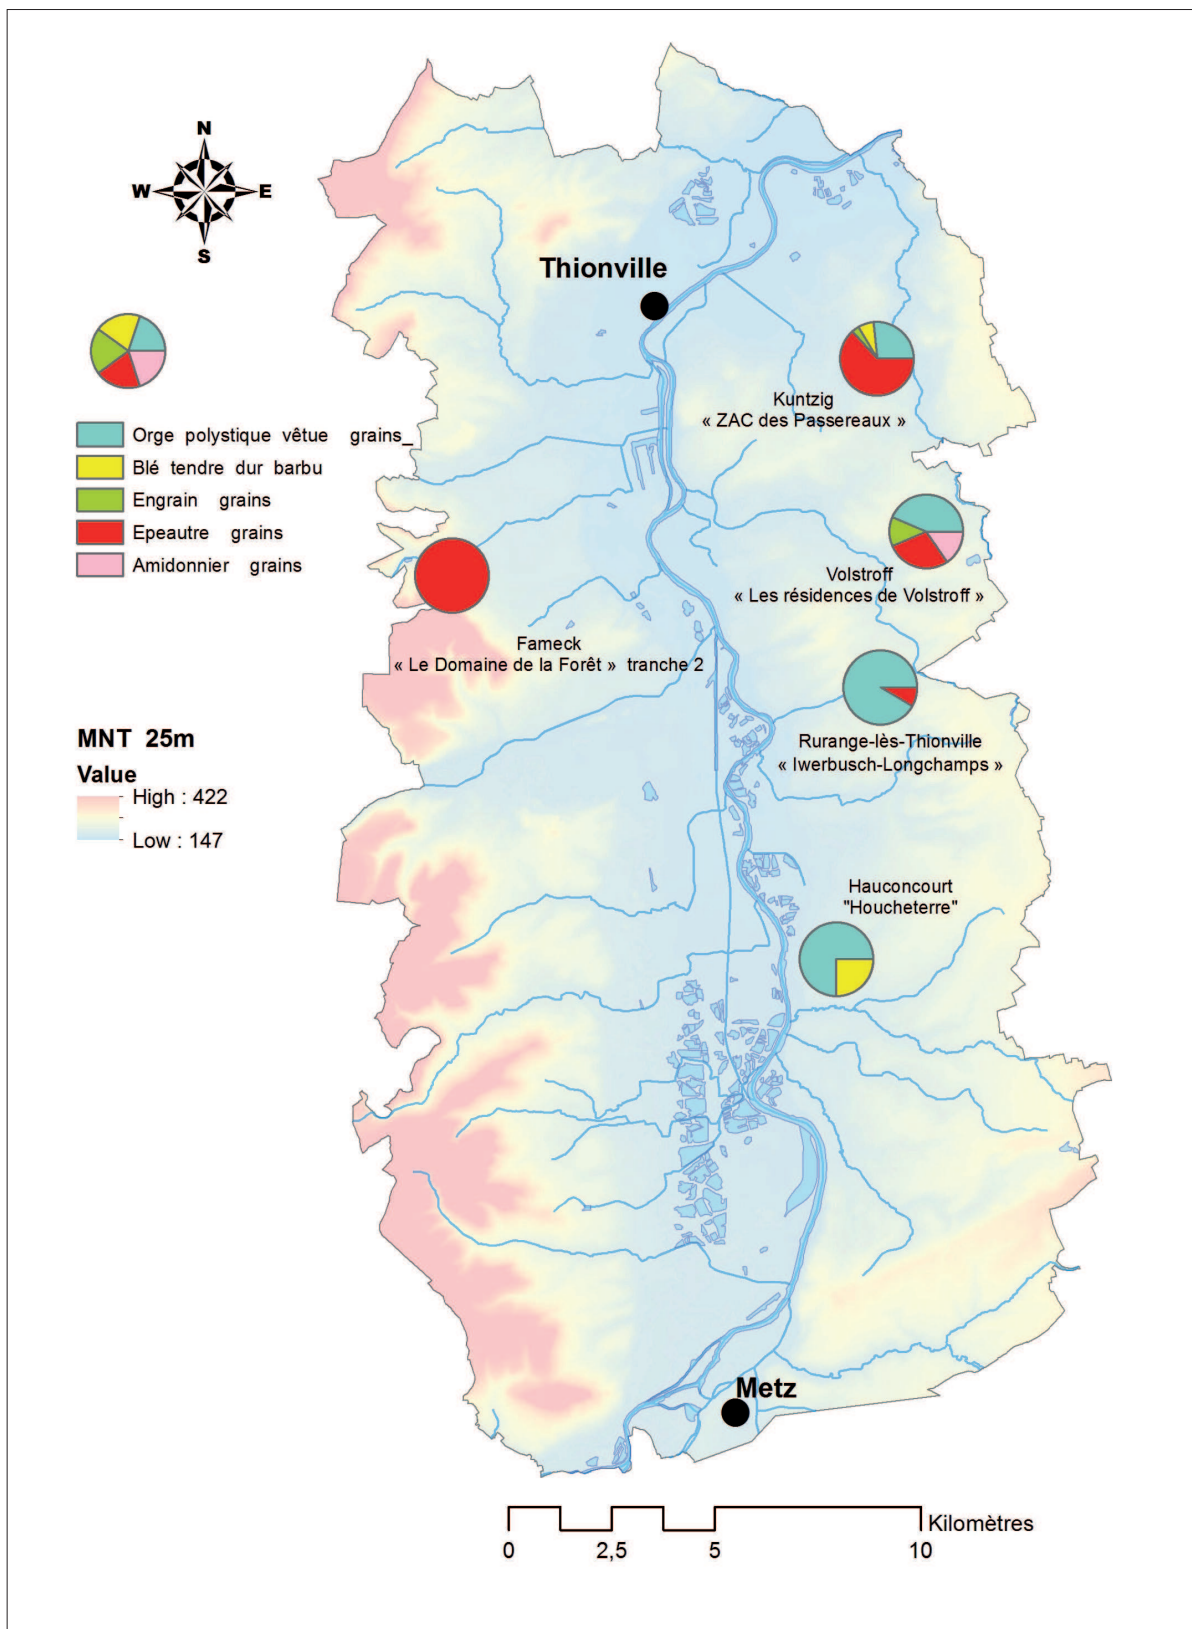 N
W E
S
Thionville
Kuntzig
« ZAC des Passereaux »
Orge polystique vêtue grains_
Blé tendre dur barbu
Engrain grains
Epeautre grains
Amidonnier grains
Volstroff
« Les résidences de Volstroff »
Fameck
« Le Domaine de la Forêt » tranche 2
Rurange-lès-Thionville
« Iwerbusch-Longchamps »
MNT 25m
Value
High : 422
Low : 147
Hauconcourt
"Houcheterre"
Metz
Kilomètres
0 2,5 5 10